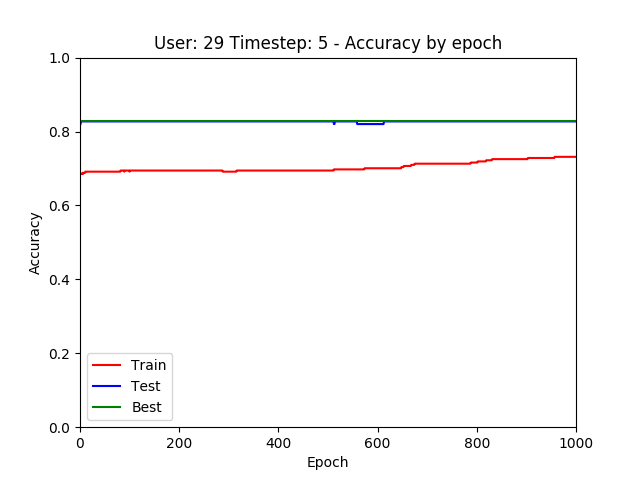 User: 29 Timestep: 5 - Accuracy by epoch
1.0
0.8
0.6
0.4
0.2
0.0
Accuracy
Train
Test
Best
0 200 400 600 800 1000
Epoch